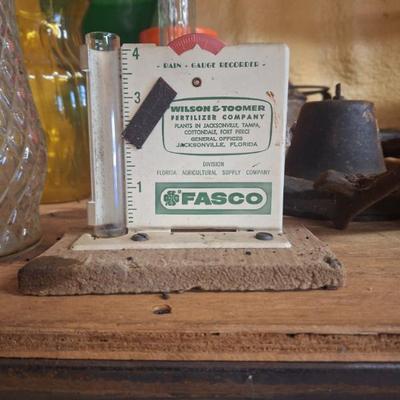 - RAIN - GAUGE RECORDER -
4
3
1
WILSON & TOOMER
FERTILIZER COMPANY
PLANTS IN JACKSONVILLE, TAMPA,
COTTONDALE, FORT PIERCE
GENERAL OFFICES
JACKSONVILLE, FLORIDA
DIVISION
FLORIDA AGRICULTURAL SUPPLY COMPANY
FASCO